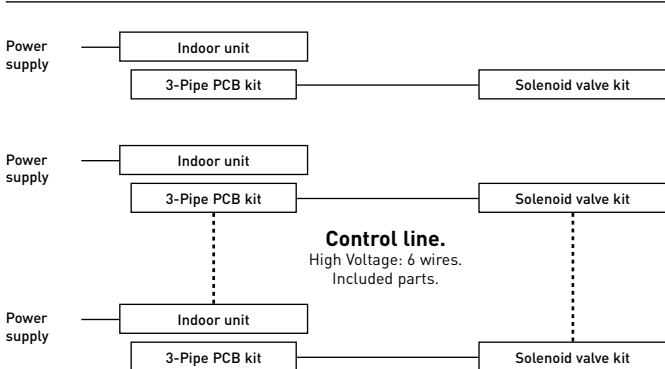 Power
supply
Indoor unit
3-Pipe PCB kit
Solenoid valve kit
Power
supply
Indoor unit
3-Pipe PCB kit
Solenoid valve kit
Control line.
High Voltage: 6 wires.
Included parts.
Power
supply
Indoor unit
3-Pipe PCB kit
Solenoid valve kit